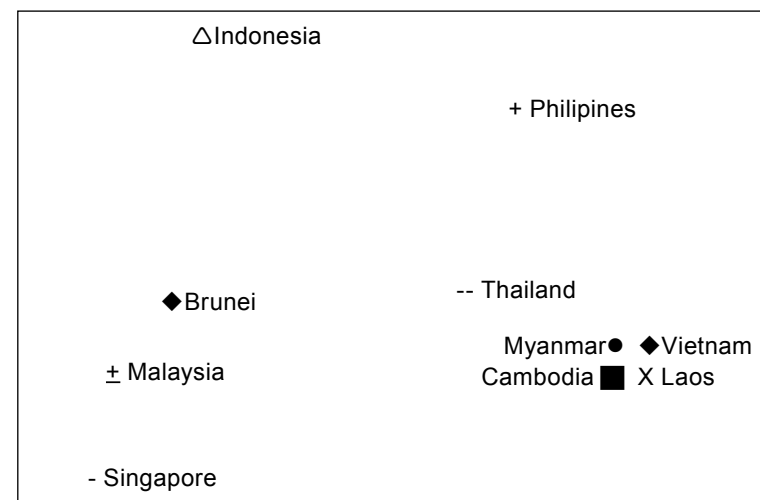 △Indonesia
+ Philipines
-- Thailand
◆Brunei
Myanmar● ◆Vietnam
± Malaysia
Cambodia ■ X Laos
- Singapore